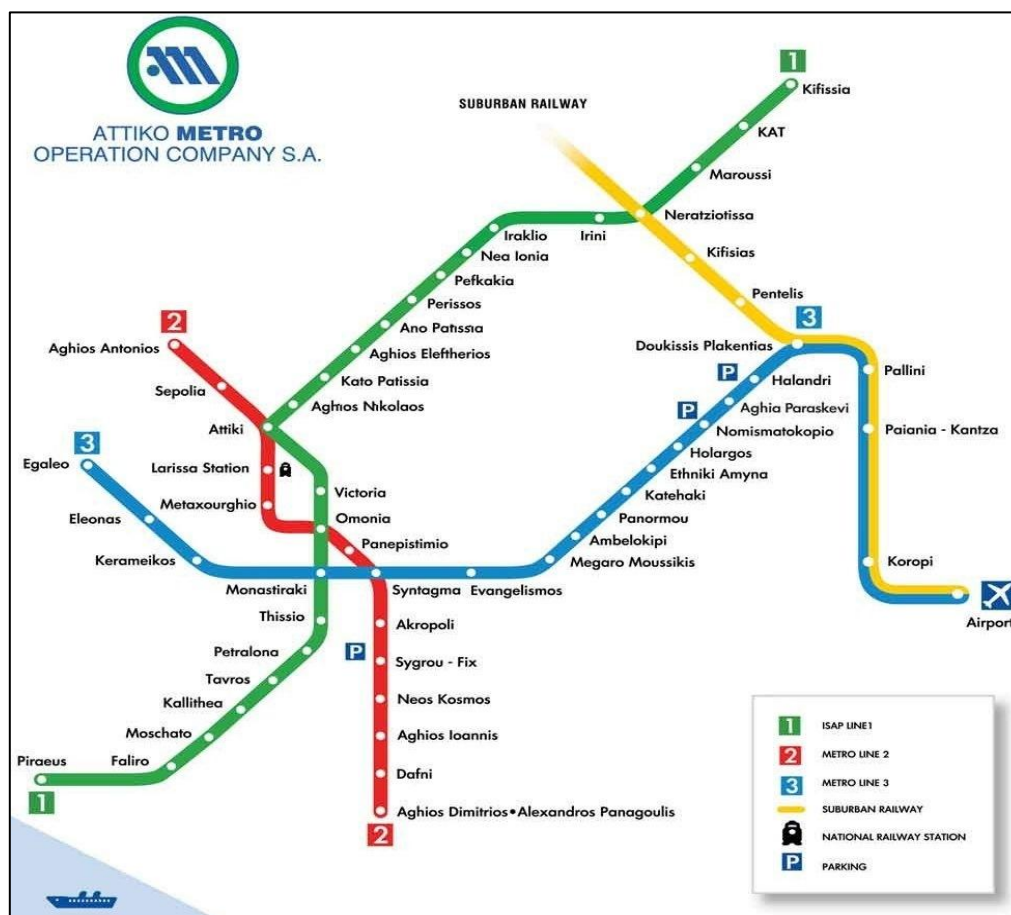 ATTIKO METRO
OPERATION COMPANY S.A.
SUBURBAN RAILWAY
1
Kifissia
KAT
Maroussi
Neratziotissa
Irini
Iraklio
Nea Ionia
Pefkakia
Perissos
Ano Patissia
Aghios Eleftherios
Kato Patissia
Aghios Nikolaos
Kifisias
Pentelis
3
Doukissis Plakentias
2
Aghios Antonios
Sepolia
Attiki
Larissa Station
Metaxourghio
Victoria
Omonia
Panepistimio
3
Egaleo
Eleonas
Kerameikos
Monastiraki
Syntagma
Evangelismos
Megaro Moussikis
Ambelokipi
Panormou
Katehaki
Ethniki Amyna
Holargos
Nomismatokopio
P
Aghia Paraskevi
P
Halandri
Pallini
Paiania - Kantza
Koropi
Airport
Thissio
Petralona
Tavros
Kallithea
Moschato
Faliro
Piraeus
1
Akropoli
P
Sygrou - Fix
Neos Kosmos
Aghios Ioannis
Dafni
Aghios Dimitrios•Alexandros Panagoulis
2
1 ISAP LINE1
2 METRO LINE 2
3 METRO LINE 3
SUBURBAN RAILWAY
NATIONAL RAILWAY STATION
P PARKING